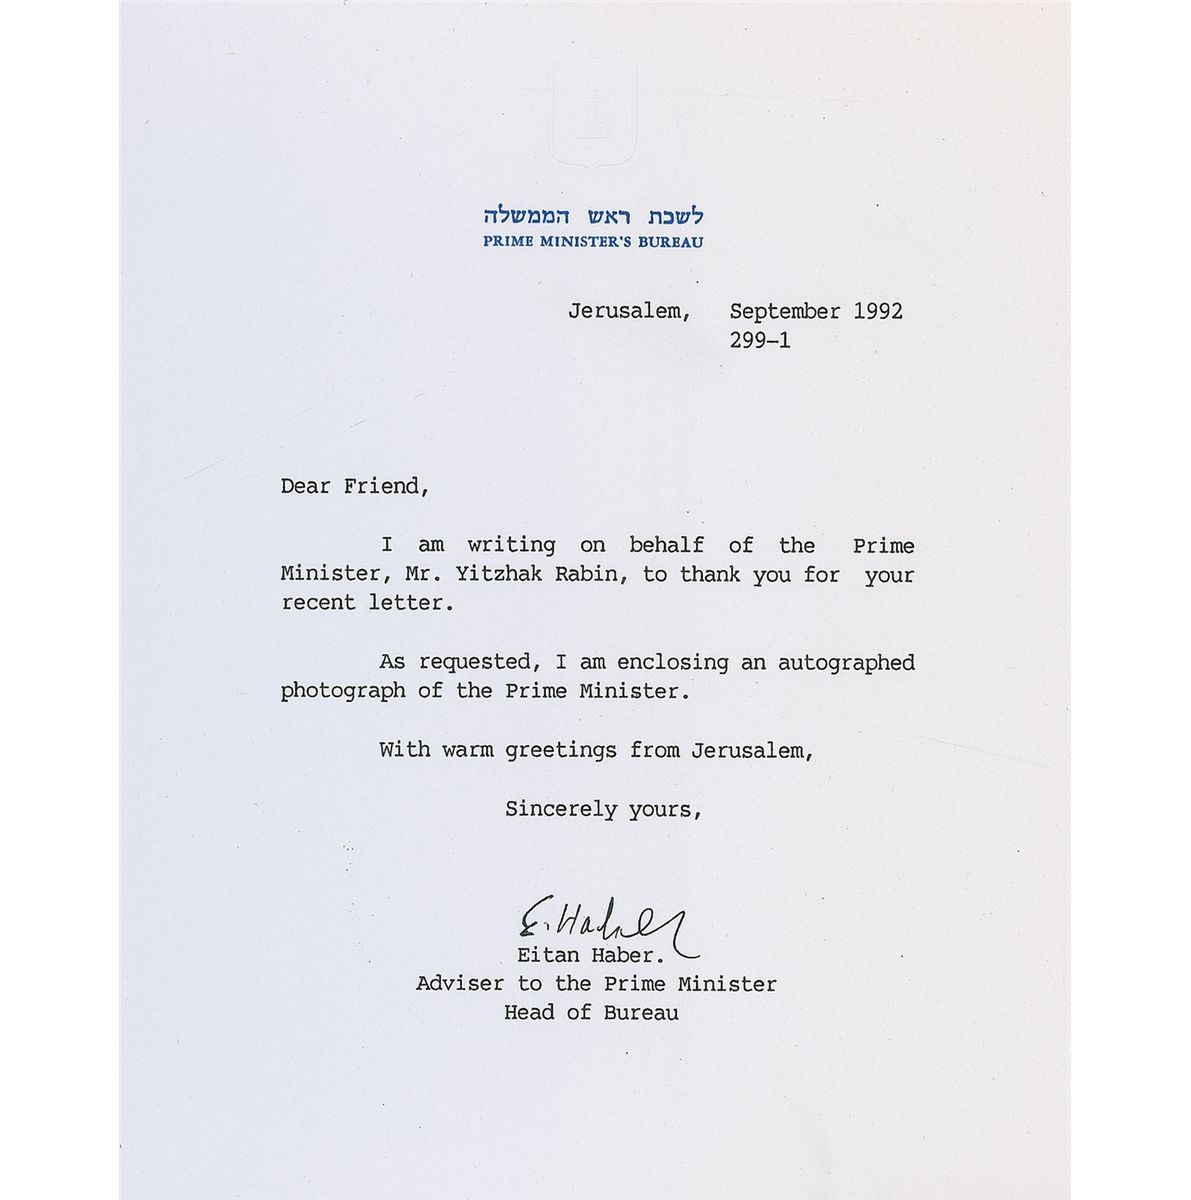 לשכת ראש הממשלה
PRIME MINISTER'S BUREAU
Jerusalem, September 1992
299-1
Dear Friend,
I am writing on behalf of the Prime
Minister, Mr. Yitzhak Rabin, to thank you for your
recent letter.
As requested, I am enclosing an autographed
photograph of the Prime Minister.
With warm greetings from Jerusalem,
Sincerely yours,
E. Haber
Eitan Haber.
Adviser to the Prime Minister
Head of Bureau